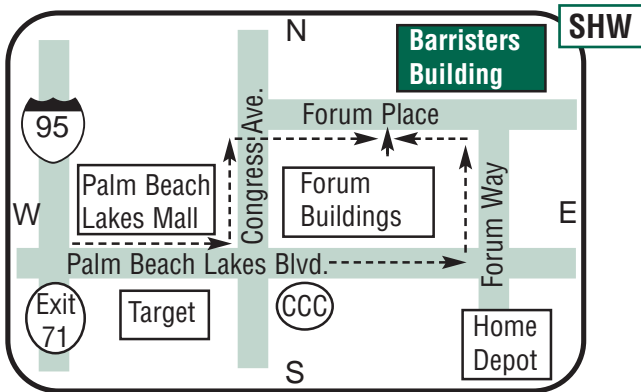 N
SHW
Barristers
Building
95
Forum Place
Congress Ave.
Palm Beach
Lakes Mall
Forum
Buildings
Forum Way
W
E
Palm Beach Lakes Blvd.
Exit
71
Target
CCC
Home
Depot
S